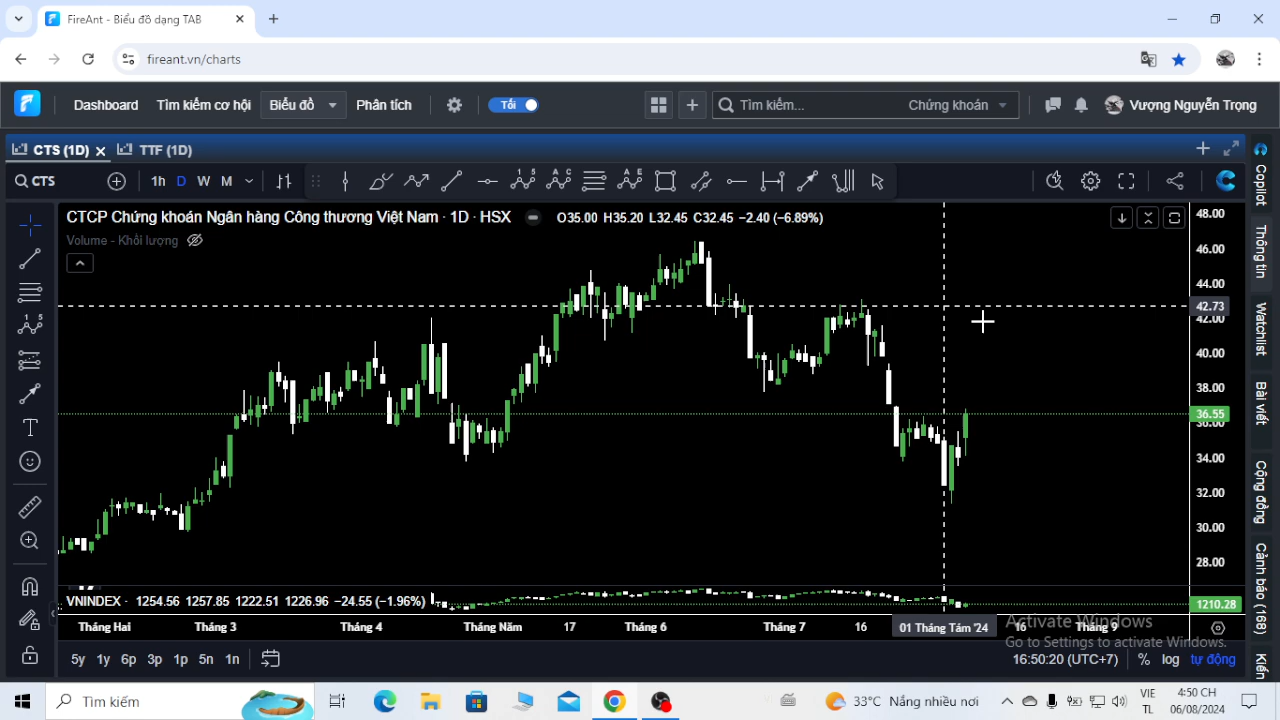 FireAnt - Biểu đồ dạng TAB
fireant.vn/charts
Dashboard Tìm kiếm cơ hội Biểu đồ Phân tích Tối Tìm kiếm... Chứng khoán Vượng Nguyễn Trọng
CTS (1D) TTF (1D)
CTS 1h D W M
CTCP Chứng khoán Ngân hàng Công thương Việt Nam · 1D · HSX O35.00 H35.20 L32.45 C32.45 −2.40 (−6.89%)
Volume - Khối lượng
48.00
46.00
44.00
42.73
42.00
40.00
38.00
36.55
36.00
34.00
32.00
30.00
28.00
VNINDEX · 1254.56 1257.85 1222.51 1226.96 −24.55 (−1.96%)
1210.28
Tháng Hai Tháng 3 Tháng 4 Tháng Năm 17 Tháng 6 Tháng 7 16 01 Tháng Tám '24 16 Tháng 9
Activate Windows
Go to Settings to activate Windows.
5y 1y 6p 3p 1p 5n 1n 16:50:20 (UTC+7) % log tự động
Copilot
Thông tin
Watchlist
Bài viết
Cộng đồng
Cảnh báo (168)
Kiến
Tìm kiếm 33°C Nắng nhiều nơi VIE 4:50 CH
TL 06/08/2024